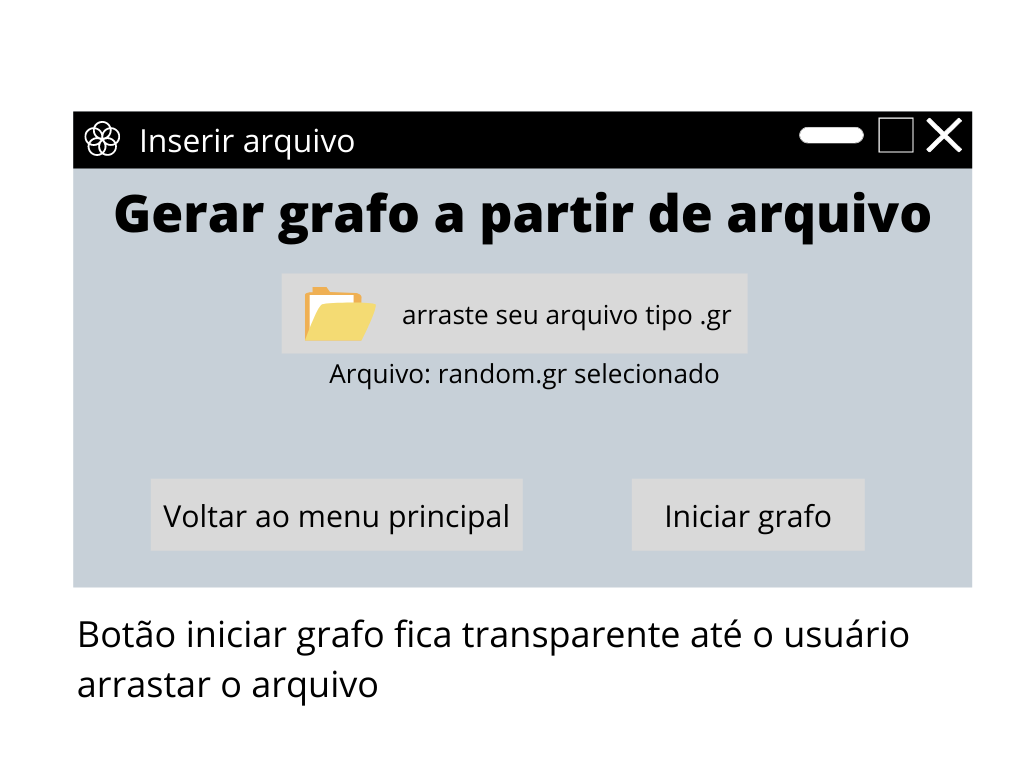 Inserir arquivo
Gerar grafo a partir de arquivo
arraste seu arquivo tipo .gr
Arquivo: random.gr selecionado
Voltar ao menu principal
Iniciar grafo
Botão iniciar grafo fica transparente até o usuário
arrastar o arquivo